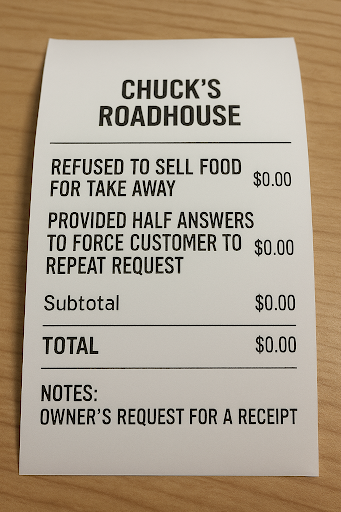 CHUCK'S
ROADHOUSE
REFUSED TO SELL FOOD
FOR TAKE AWAY $0.00
PROVIDED HALF ANSWERS
TO FORCE CUSTOMER TO
REPEAT REQUEST $0.00
Subtotal $0.00
TOTAL $0.00
NOTES:
OWNER'S REQUEST FOR A RECEIPT